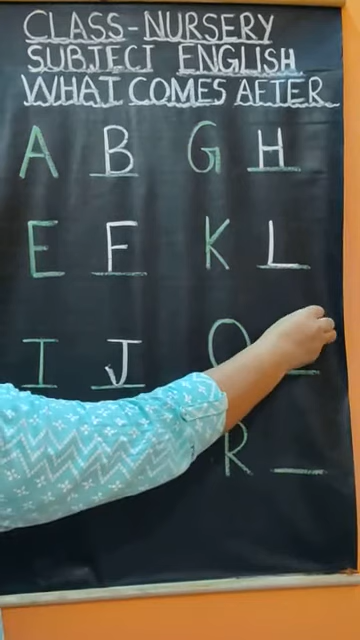 CLASS-NURSERY
SUBJECT ENGLISH
WHAT COMES AFTER
A B G H
E F K L
I J
R